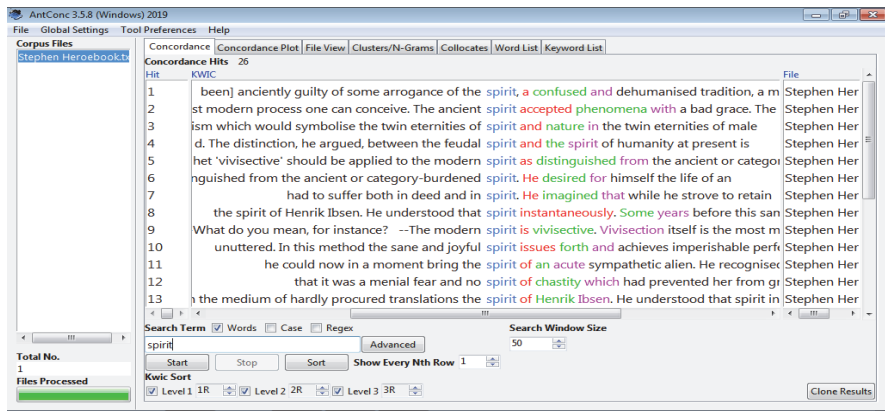 AntConc 3.5.8 (Windows) 2019
File Global Settings Tool Preferences Help
Corpus Files
Stephen Heroebook.tx
Total No.
1
Files Processed
Concordance Concordance Plot File View Clusters/N-Grams Collocates Word List Keyword List
Concordance Hits 26
Hit KWIC File
1 been] anciently guilty of some arrogance of the spirit, a confused and dehumanised tradition, a m Stephen Her
2 st modern process one can conceive. The ancient spirit accepted phenomena with a bad grace. The Stephen Her
3 ism which would symbolise the twin eternities of spirit and nature in the twin eternities of male Stephen Her
4 d. The distinction, he argued, between the feudal spirit and the spirit of humanity at present is Stephen Her
5 het 'vivisective' should be applied to the modern spirit as distinguished from the ancient or categor Stephen Her
6 nguished from the ancient or category-burdened spirit. He desired for himself the life of an Stephen Her
7 had to suffer both in deed and in spirit. He imagined that while he strove to retain Stephen Her
8 the spirit of Henrik Ibsen. He understood that spirit instantaneously. Some years before this san Stephen Her
9 What do you mean, for instance? --The modern spirit is vivisective. Vivisection itself is the most m Stephen Her
10 unuttered. In this method the sane and joyful spirit issues forth and achieves imperishable perfe Stephen Her
11 he could now in a moment bring the spirit of an acute sympathetic alien. He recognised Stephen Her
12 that it was a menial fear and no spirit of chastity which had prevented her from gr Stephen Her
13 n the medium of hardly procured translations the spirit of Henrik Ibsen. He understood that spirit in Stephen Her
Search Term Words Case Regex Search Window Size
spirit Advanced 50
Start Stop Sort Show Every Nth Row 1
Kwic Sort
Level 1 1R Level 2 2R Level 3 3R Clone Results